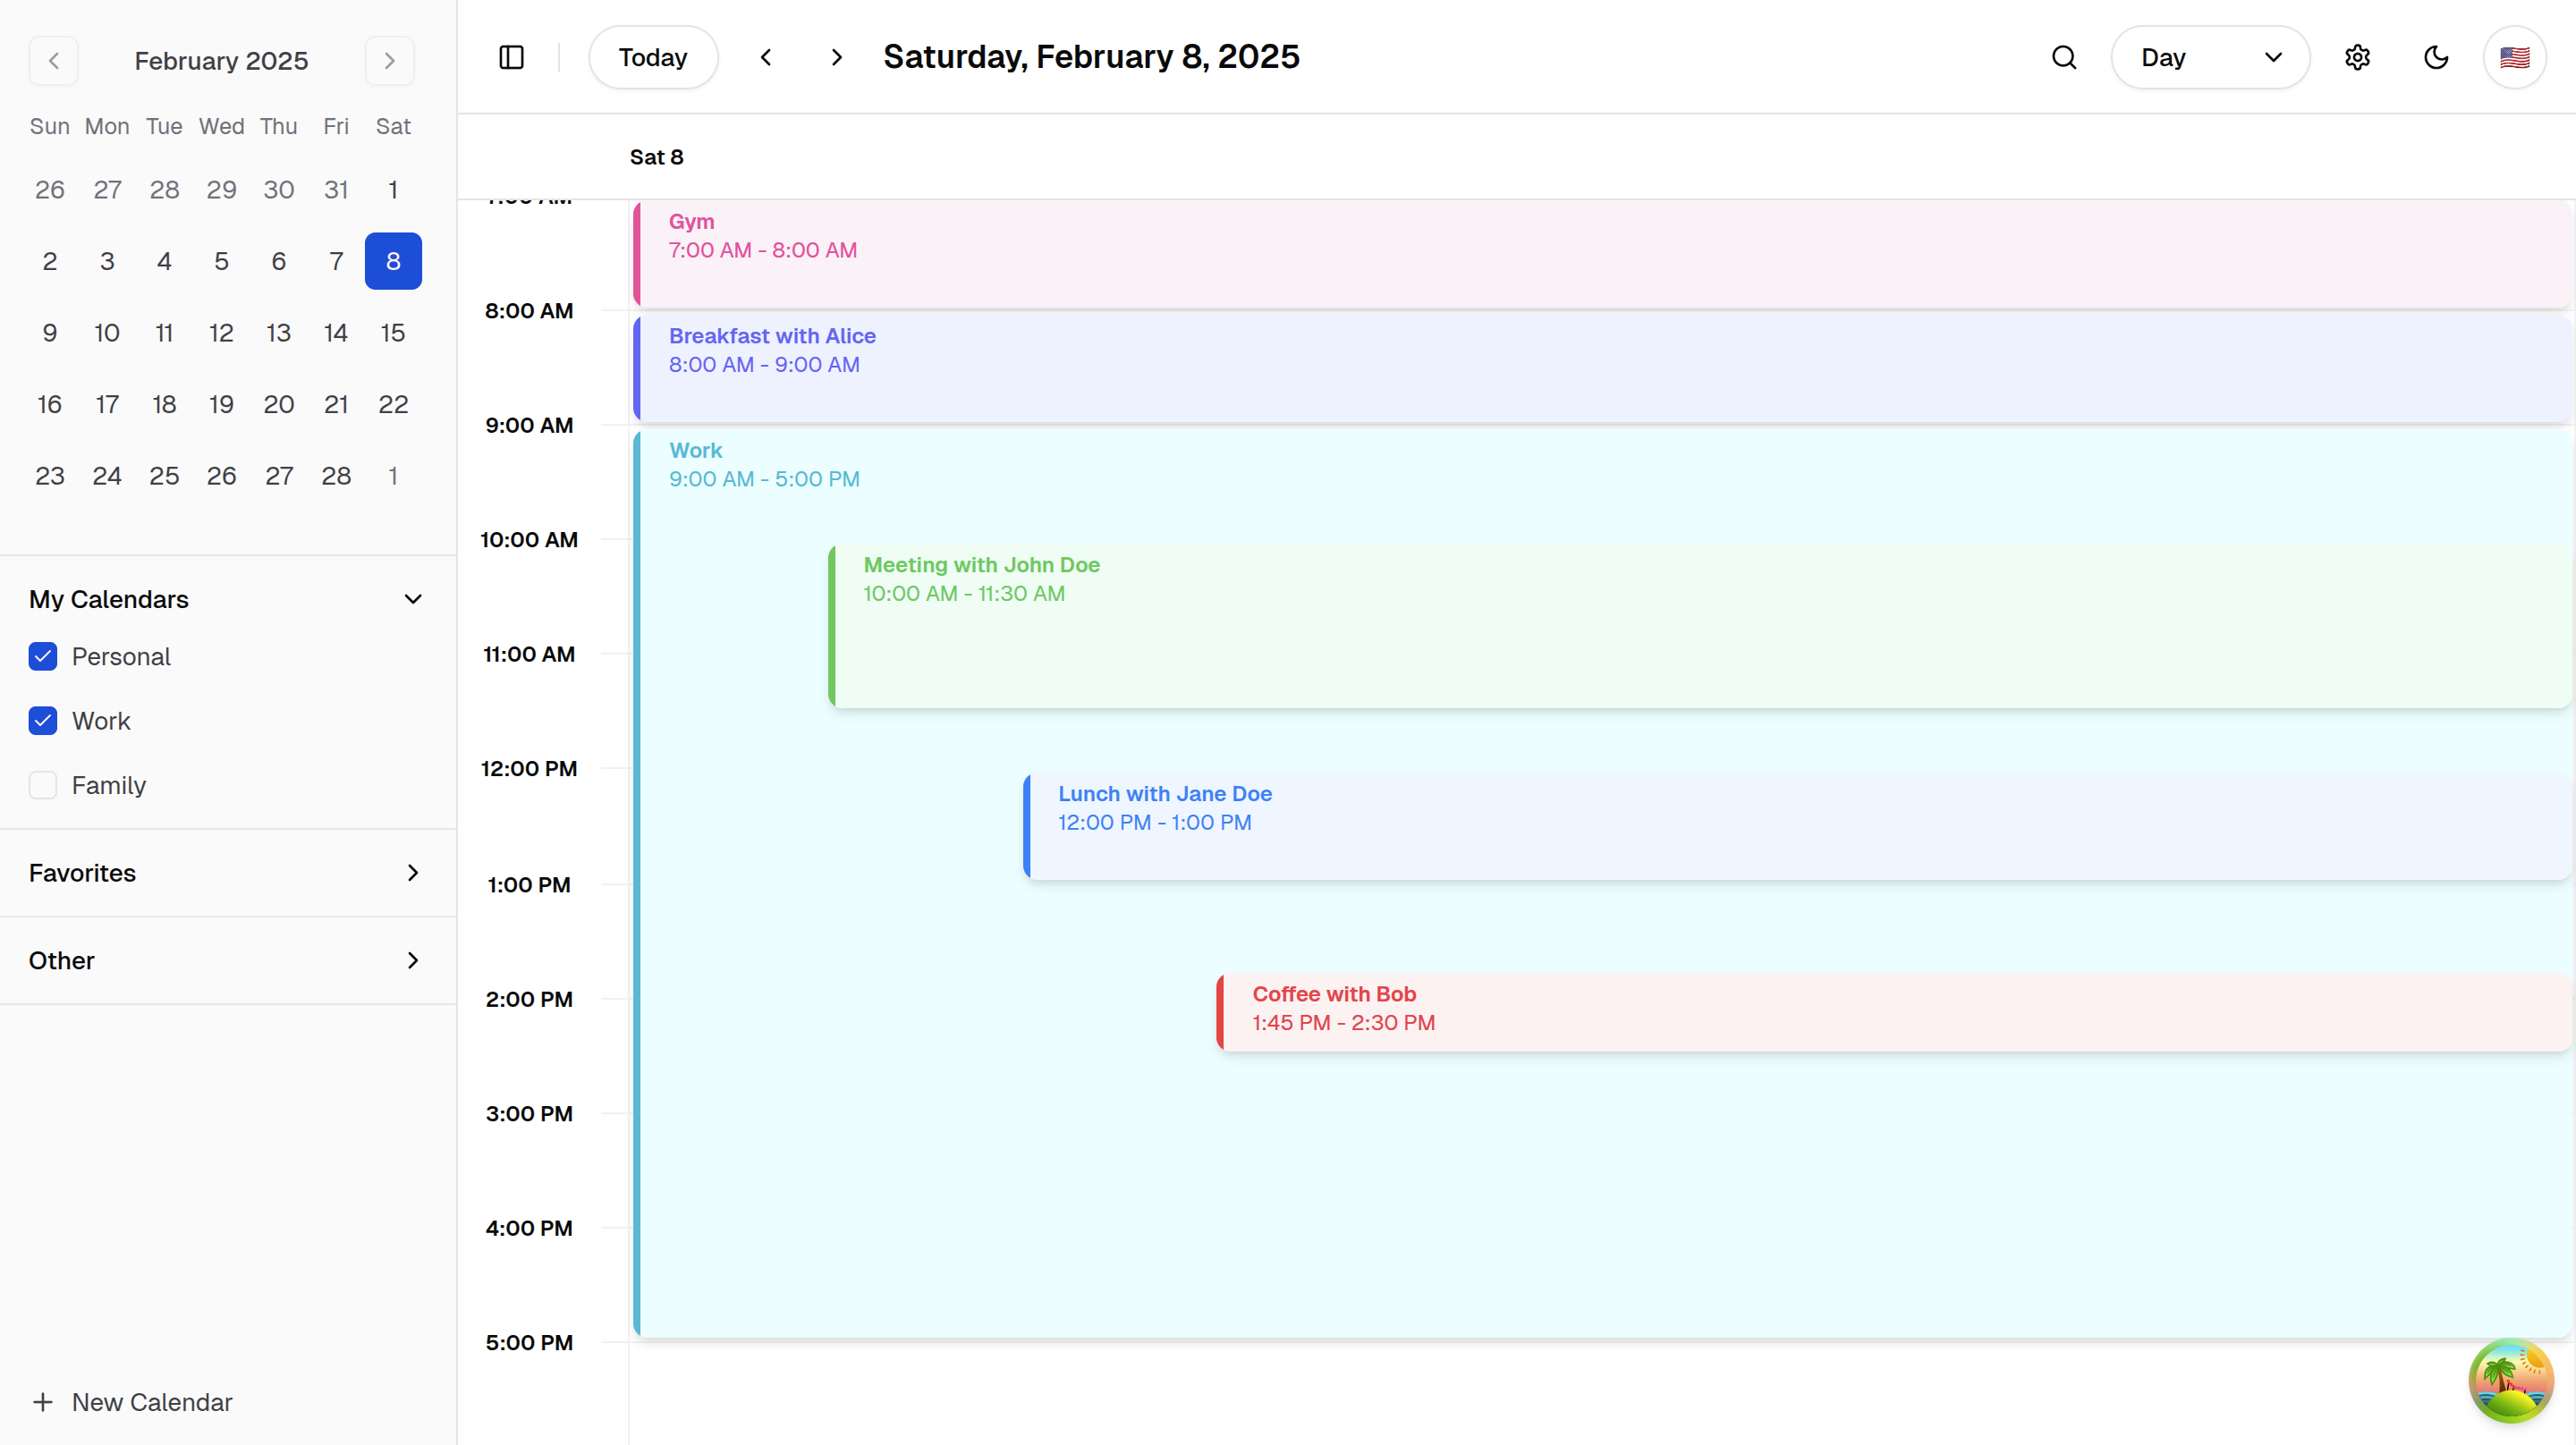 February 2025
Sun Mon Tue Wed Thu Fri Sat
26 27 28 29 30 31 1
2 3 4 5 6 7 8
9 10 11 12 13 14 15
16 17 18 19 20 21 22
23 24 25 26 27 28 1
My Calendars
Personal
Work
Family
Favorites
Other
New Calendar
Today
Saturday, February 8, 2025
Day
Sat 8
Gym
7:00 AM - 8:00 AM
8:00 AM
Breakfast with Alice
8:00 AM - 9:00 AM
9:00 AM
Work
9:00 AM - 5:00 PM
10:00 AM
Meeting with John Doe
10:00 AM - 11:30 AM
11:00 AM
12:00 PM
Lunch with Jane Doe
12:00 PM - 1:00 PM
1:00 PM
Coffee with Bob
1:45 PM - 2:30 PM
2:00 PM
3:00 PM
4:00 PM
5:00 PM